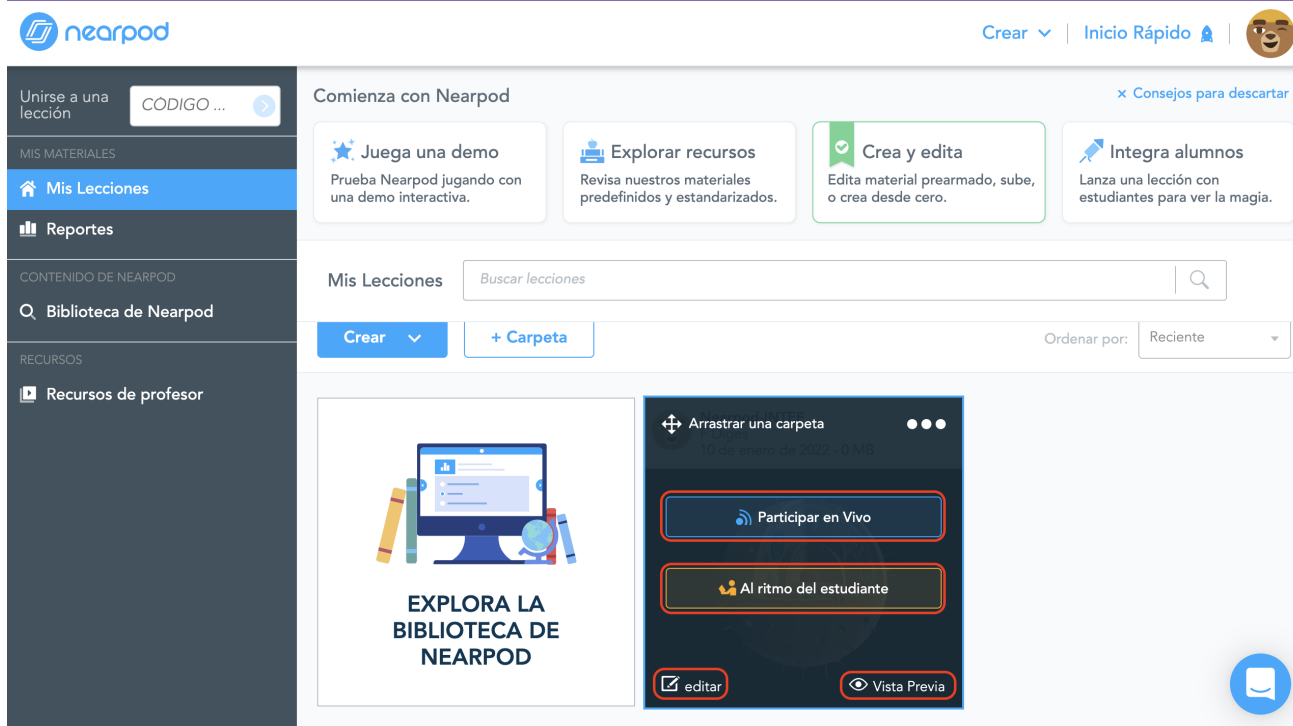 nearpod
Crear
Inicio Rápido
Unirse a una
lección
CÓDIGO ...
MIS MATERIALES
Mis Lecciones
Reportes
CONTENIDO DE NEARPOD
Biblioteca de Nearpod
RECURSOS
Recursos de profesor
Comienza con Nearpod
× Consejos para descartar
Juega una demo
Prueba Nearpod jugando con
una demo interactiva.
Explorar recursos
Revisa nuestros materiales
predefinidos y estandarizados.
Crea y edita
Edita material prearmado, sube,
o crea desde cero.
Integra alumnos
Lanza una lección con
estudiantes para ver la magia.
Mis Lecciones
Buscar lecciones
Crear
+ Carpeta
Ordenar por:
Reciente
EXPLORA LA
BIBLIOTECA DE
NEARPOD
Nearpod-INTEF
Arrastrar una carpeta
10 de enero de 2022 - 0 MB
Participar en Vivo
Al ritmo del estudiante
editar
Vista Previa